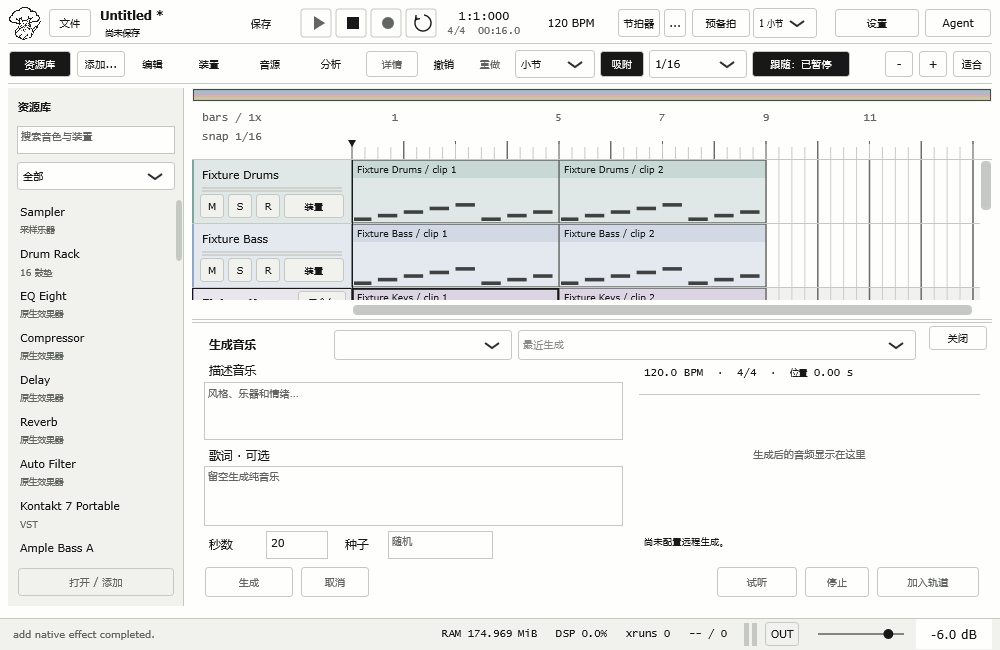 文件
Untitled *
尚未保存
保存
1:1:000
4/4 00:16.0
120 BPM
节拍器
...
预备拍
1 小节
设置
Agent
资源库
添加...
编辑
装置
音源
分析
详情
撤销
重做
小节
吸附
1/16
跟随: 已暂停
-
+
适合
资源库
搜索音色与装置
全部
Sampler
采样乐器
Drum Rack
16 鼓垫
EQ Eight
原生效果器
Compressor
原生效果器
Delay
原生效果器
Reverb
原生效果器
Auto Filter
原生效果器
Kontakt 7 Portable
VST
Ample Bass A
打开 / 添加
bars / 1x
snap 1/16
1 5 7 9 11
Fixture Drums
M S R 装置
Fixture Drums / clip 1
Fixture Drums / clip 2
Fixture Bass
M S R 装置
Fixture Bass / clip 1
Fixture Bass / clip 2
Fixture Keys / clip 1
Fixture Keys / clip 2
生成音乐
最近生成
关闭
描述音乐
风格、乐器和情绪...
歌词 · 可选
留空生成纯音乐
秒数
20
种子
随机
生成
取消
120.0 BPM · 4/4 · 位置 0.00 s
生成后的音频显示在这里
尚未配置远程生成。
试听
停止
加入轨道
add native effect completed.
RAM 174.969 MiB
DSP 0.0%
xruns 0
-- / 0
OUT
-6.0 dB